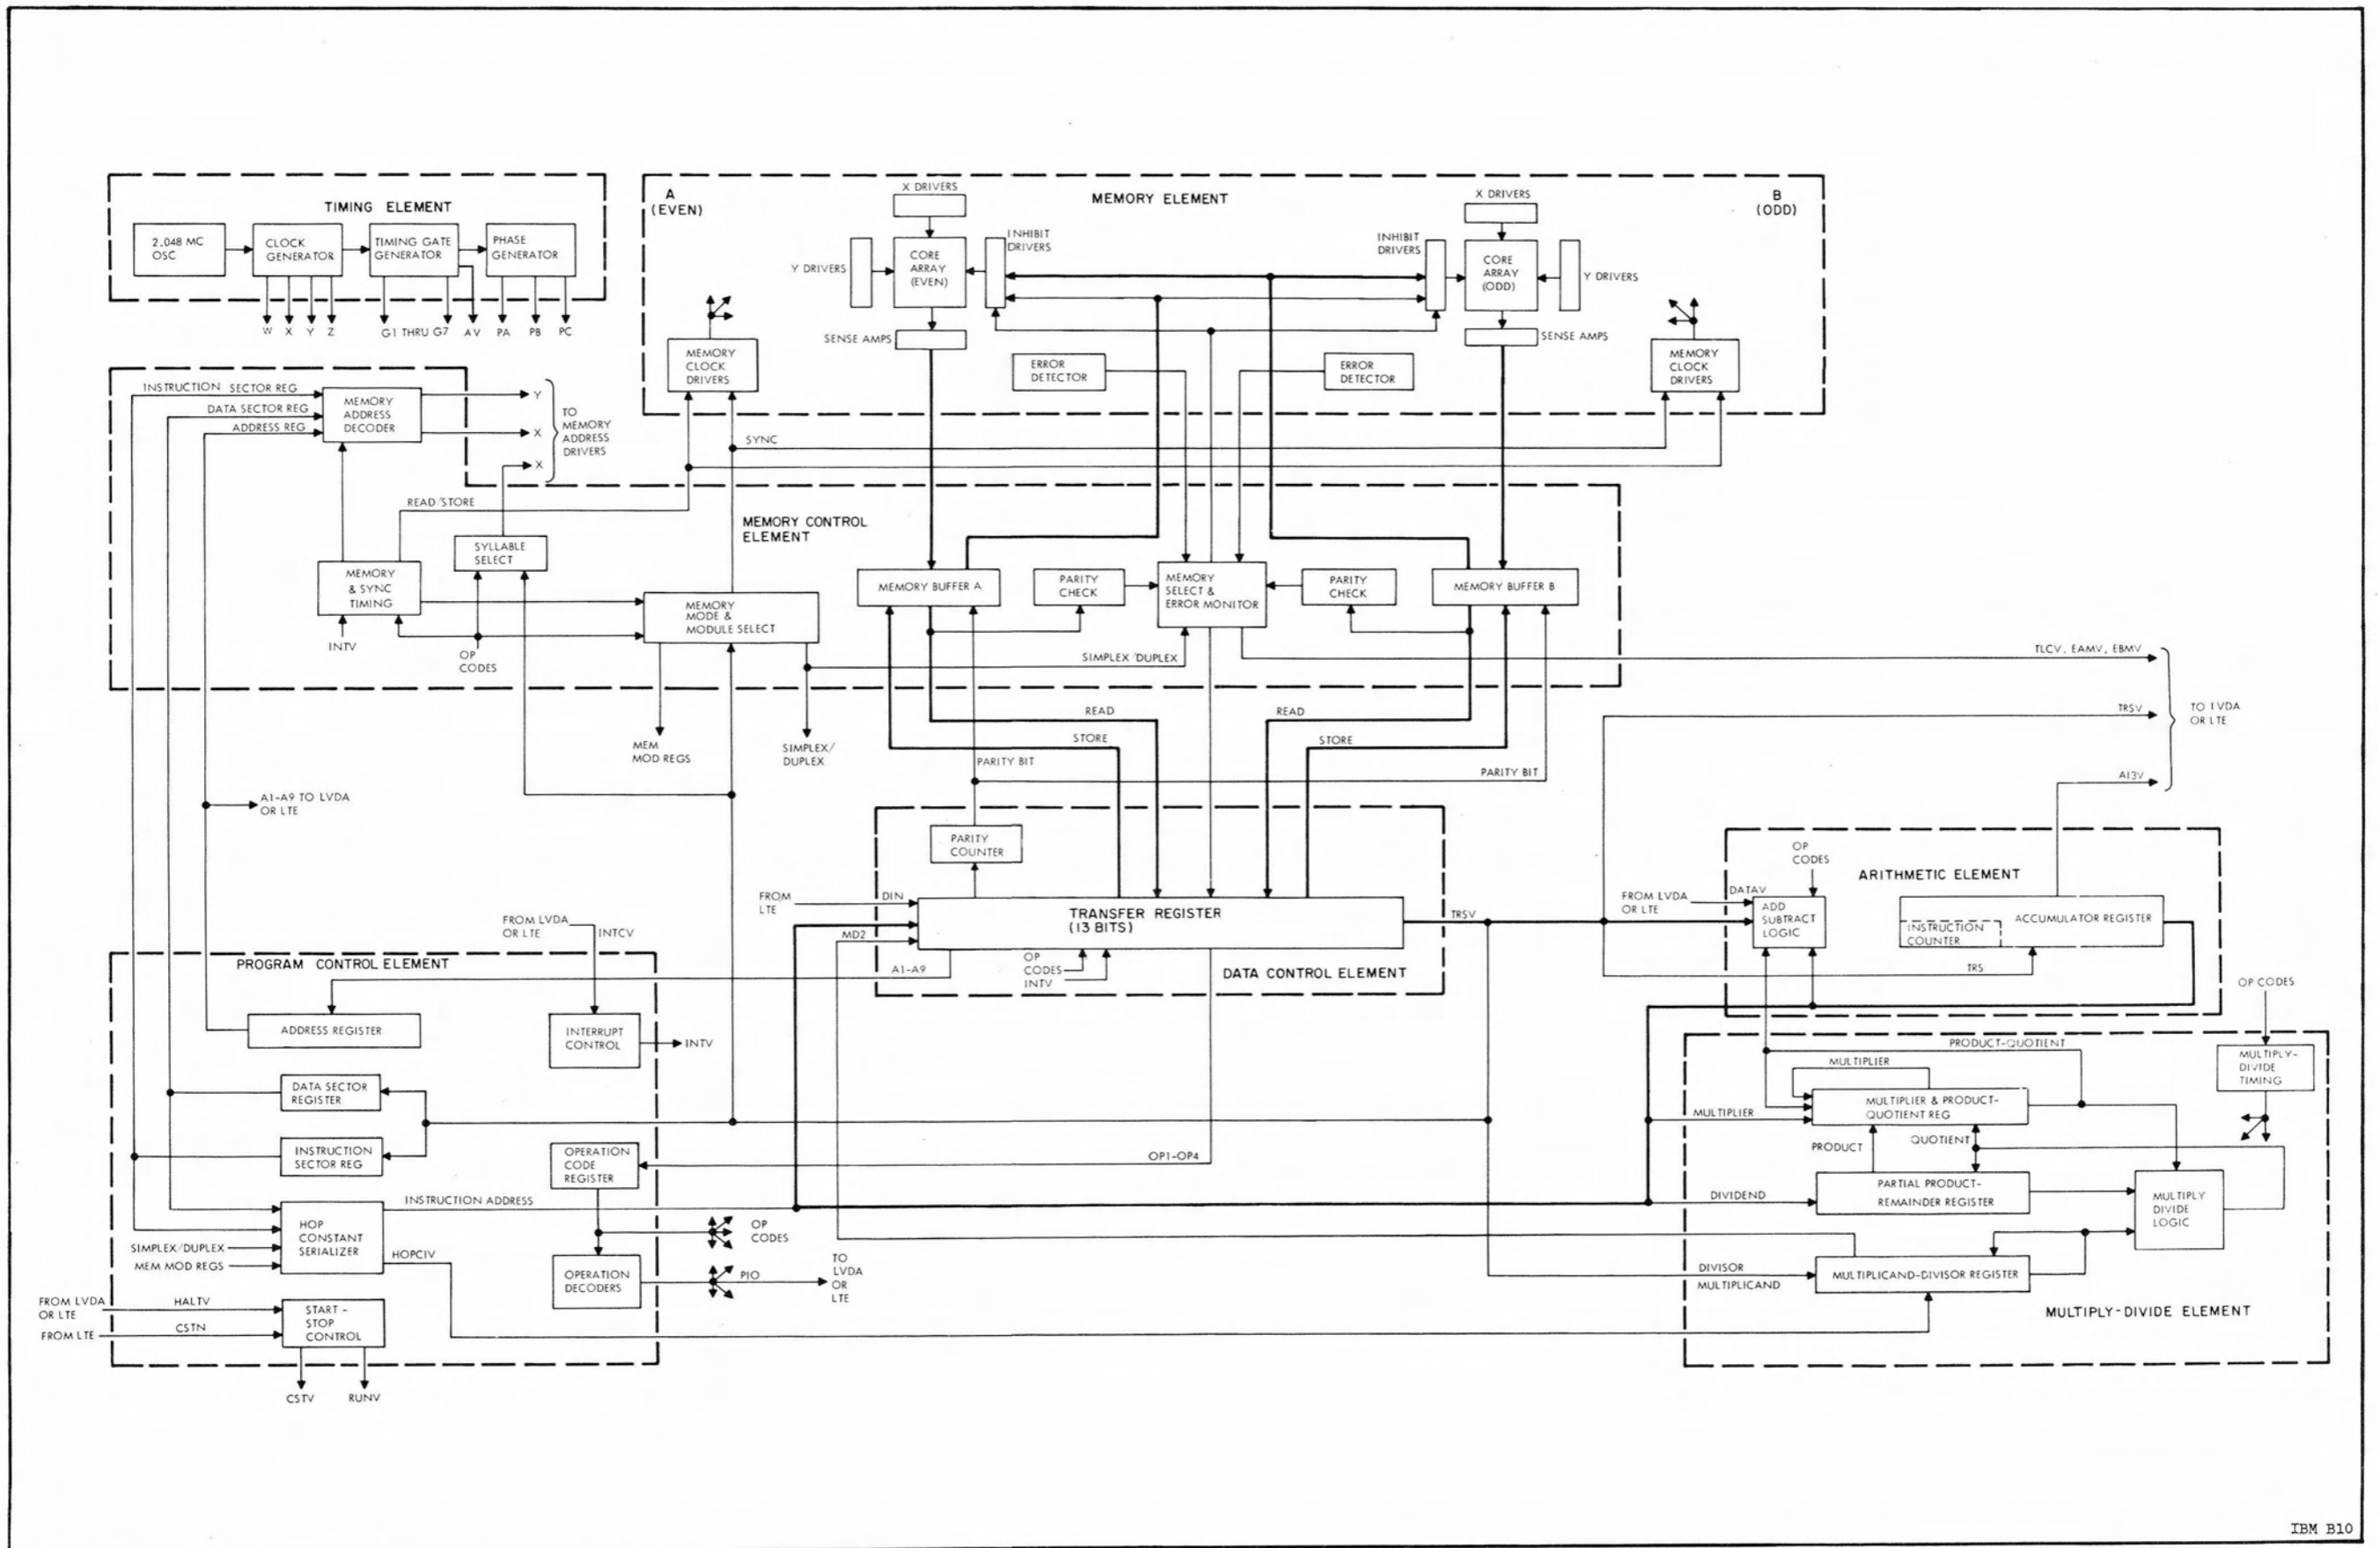 TIMING ELEMENT
2.048 MC
OSC
CLOCK
GENERATOR
TIMING GATE
GENERATOR
PHASE
GENERATOR
W X Y Z
G1 THRU G7
AV
PA PB PC
A
(EVEN)
MEMORY ELEMENT
B
(ODD)
X DRIVERS
Y DRIVERS
CORE
ARRAY
(EVEN)
INHIBIT
DRIVERS
SENSE AMPS
X DRIVERS
INHIBIT
DRIVERS
CORE
ARRAY
(ODD)
Y DRIVERS
SENSE AMPS
MEMORY
CLOCK
DRIVERS
ERROR
DETECTOR
ERROR
DETECTOR
MEMORY
CLOCK
DRIVERS
INSTRUCTION SECTOR REG
DATA SECTOR REG
ADDRESS REG
MEMORY
ADDRESS
DECODER
Y
X
X
TO
MEMORY
ADDRESS
DRIVERS
SYNC
READ/STORE
MEMORY CONTROL
ELEMENT
SYLLABLE
SELECT
MEMORY
& SYNC
TIMING
INTV
OP
CODES
MEMORY
MODE &
MODULE SELECT
MEMORY BUFFER A
PARITY
CHECK
MEMORY
SELECT &
ERROR MONITOR
PARITY
CHECK
MEMORY BUFFER B
SIMPLEX/DUPLEX
TLCV, EAMV, EBMV
TRSV
AI3V
TO LVDA
OR LTE
MEM
MOD REGS
SIMPLEX/
DUPLEX
READ
STORE
READ
STORE
PARITY BIT
PARITY BIT
A1-A9 TO LVDA
OR LTE
PARITY
COUNTER
FROM
LTE
DIN
MD2
TRANSFER REGISTER
(13 BITS)
TRSV
A1-A9
OP
CODES
INTV
DATA CONTROL ELEMENT
OP
CODES
ARITHMETIC ELEMENT
FROM LVDA
OR LTE
DATAV
ADD
SUBTRACT
LOGIC
ACCUMULATOR REGISTER
INSTRUCTION
COUNTER
TRS
FROM LVDA
OR LTE
INTCV
PROGRAM CONTROL ELEMENT
ADDRESS REGISTER
INTERRUPT
CONTROL
INTV
DATA SECTOR
REGISTER
INSTRUCTION
SECTOR REG
OPERATION
CODE
REGISTER
OP1-OP4
INSTRUCTION ADDRESS
HOP
CONSTANT
SERIALIZER
SIMPLEX/DUPLEX
MEM MOD REGS
HOPCIV
OP
CODES
OPERATION
DECODERS
PIO
TO
LVDA
OR
LTE
FROM LVDA
OR LTE
HALTV
FROM LTE
CSTN
START -
STOP
CONTROL
CSTV
RUNV
OP CODES
MULTIPLY-
DIVIDE
TIMING
PRODUCT-QUOTIENT
MULTIPLIER
MULTIPLIER
MULTIPLIER & PRODUCT-
QUOTIENT REG
PRODUCT
QUOTIENT
DIVIDEND
PARTIAL PRODUCT-
REMAINDER REGISTER
MULTIPLY
DIVIDE
LOGIC
DIVISOR
MULTIPLICAND
MULTIPLICAND-DIVISOR REGISTER
MULTIPLY-DIVIDE ELEMENT
IBM B10